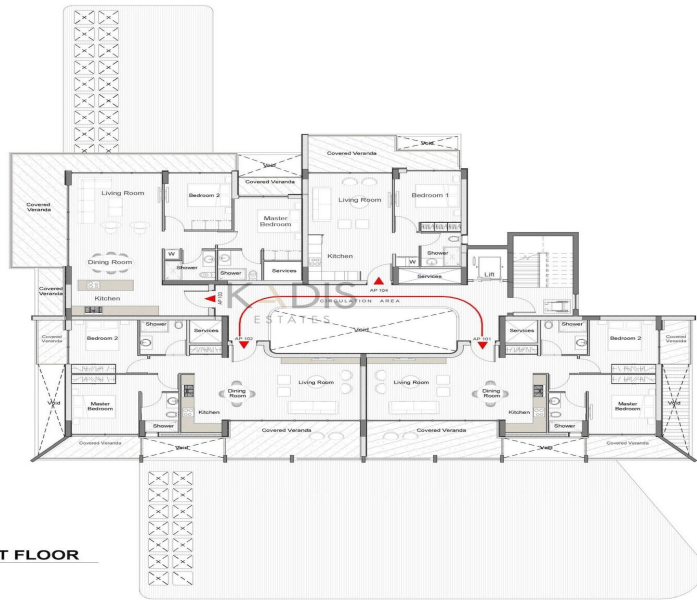 Void
Covered Veranda
Void
Covered Veranda
Covered Veranda
Living Room
Bedroom 2
Master
Bedroom
Living Room
Bedroom 1
Dining Room
W
Shower
Shower
Services
Kitchen
W
Shower
Services
Lift
Covered
Veranda
Kitchen
AP 103
AP 104
CIRCULATION AREA
KADIS
ESTATES
Void
Covered
Veranda
Bedroom 2
Shower
Services
AP 102
AP 101
Services
Shower
Bedroom 2
Covered
Veranda
Void
Master
Bedroom
Dining
Room
Living Room
Living Room
Dining
Room
Master
Bedroom
Void
Kitchen
Kitchen
Shower
Shower
Covered Veranda
Void
Covered Veranda
Covered Veranda
Void
Covered Veranda
T FLOOR